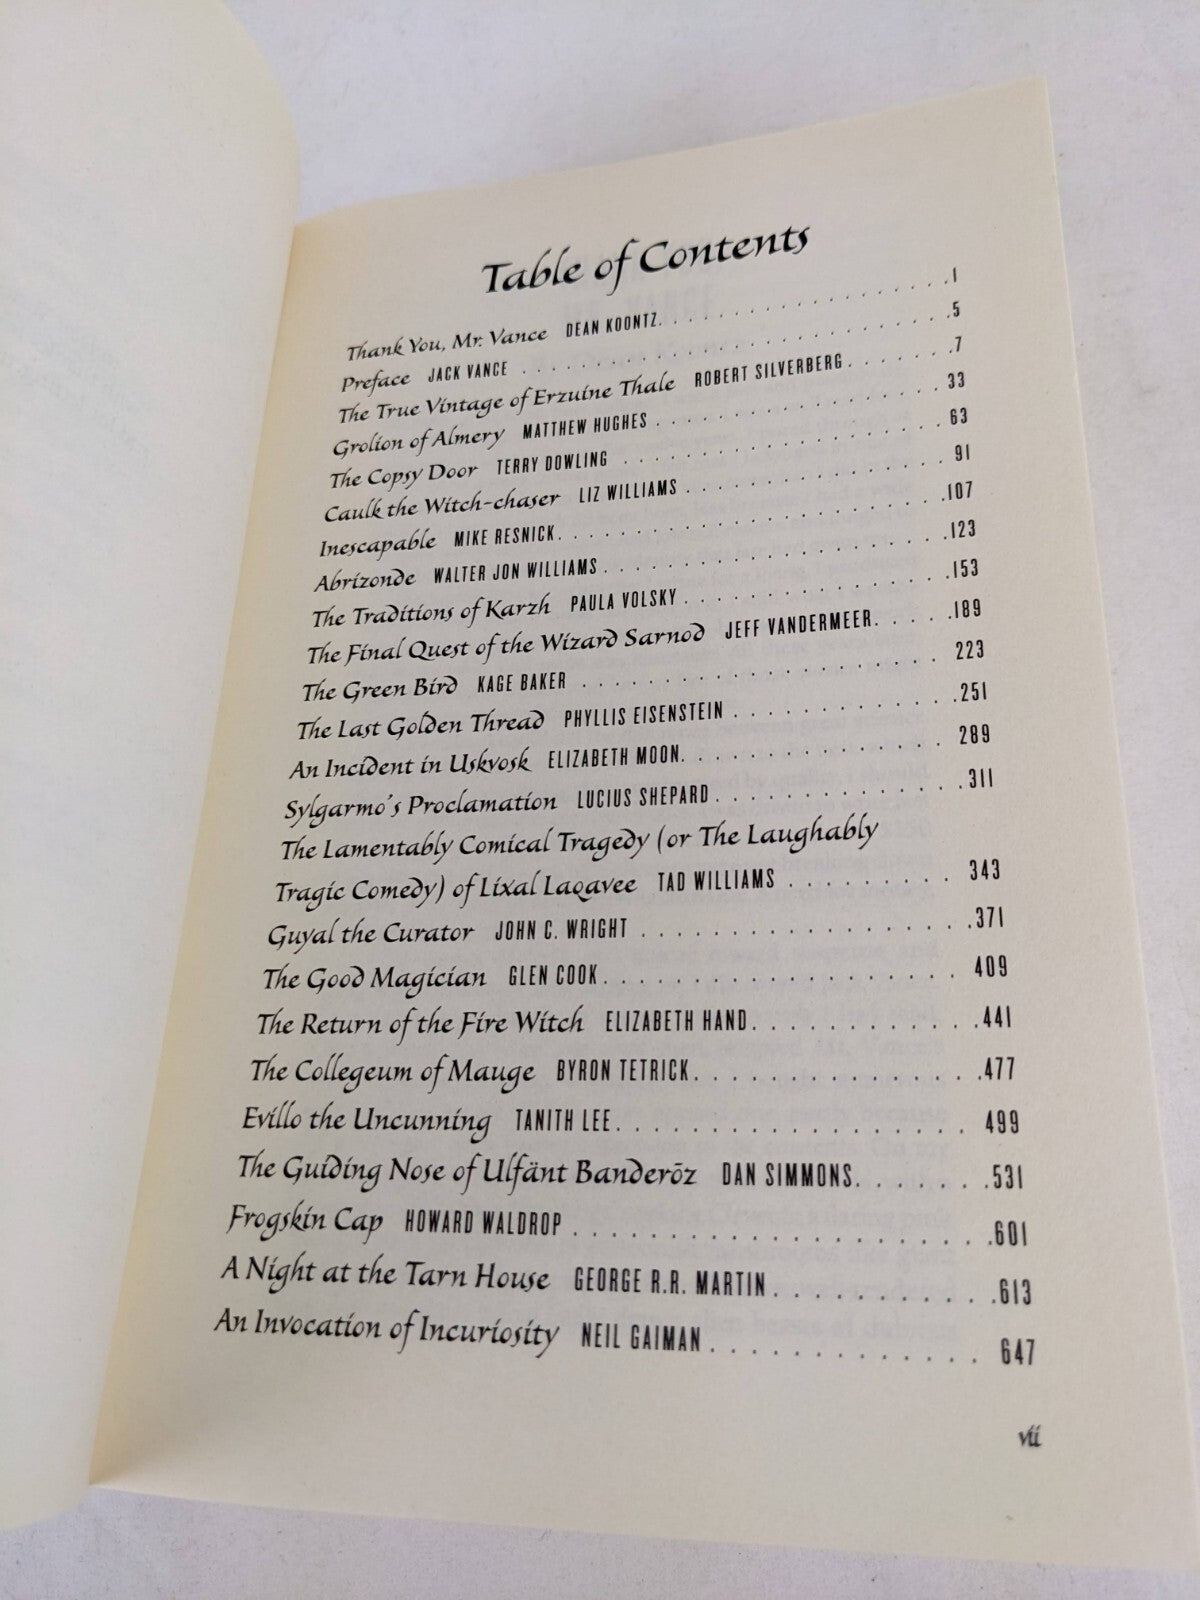 Table of Contents
Thank You, Mr. Vance DEAN KOONTZ. . . . . . . . . . . . . . . .1
Preface JACK VANCE . . . . . . . . . . . . . . . . . . . . . . .5
The True Vintage of Erzuine Thale ROBERT SILVERBERG. . . . . . .7
Grolion of Almery MATTHEW HUGHES . . . . . . . . . . . . . . . 33
The Copsy Door TERRY DOWLING . . . . . . . . . . . . . . . . .63
Caulk the Witch-chaser LIZ WILLIAMS . . . . . . . . . . . . . . 91
Inescapable MIKE RESNICK. . . . . . . . . . . . . . . . . . . .107
Abrizonde WALTER JON WILLIAMS. . . . . . . . . . . . . . . . .123
The Traditions of Karzh PAULA VOLSKY. . . . . . . . . . . . . .153
The Final Quest of the Wizard Sarnod JEFF VANDERMEER. . . . . .189
The Green Bird KAGE BAKER . . . . . . . . . . . . . . . . . . 223
The Last Golden Thread PHYLLIS EISENSTEIN . . . . . . . . . . .251
An Incident in Uskvosk ELIZABETH MOON. . . . . . . . . . . . . 289
Sylgarmo's Proclamation LUCIUS SHEPARD. . . . . . . . . . . . .311
The Lamentably Comical Tragedy (or The Laughably
Tragic Comedy) of Lixal Laqavee TAD WILLIAMS . . . . . . . . . 343
Guyal the Curator JOHN C. WRIGHT . . . . . . . . . . . . . . . .371
The Good Magician GLEN COOK. . . . . . . . . . . . . . . . . . 409
The Return of the Fire Witch ELIZABETH HAND. . . . . . . . . . .441
The Collegeum of Mauge BYRON TETRICK. . . . . . . . . . . . . .477
Evillo the Uncunning TANITH LEE. . . . . . . . . . . . . . . . . 499
The Guiding Nose of Ulfänt Banderōz DAN SIMMONS. . . . . . .531
Frogskin Cap HOWARD WALDROP . . . . . . . . . . . . . . . . . .601
A Night at the Tarn House GEORGE R.R. MARTIN . . . . . . . . . .613
An Invocation of Incuriosity NEIL GAIMAN . . . . . . . . . . . . 647
vii